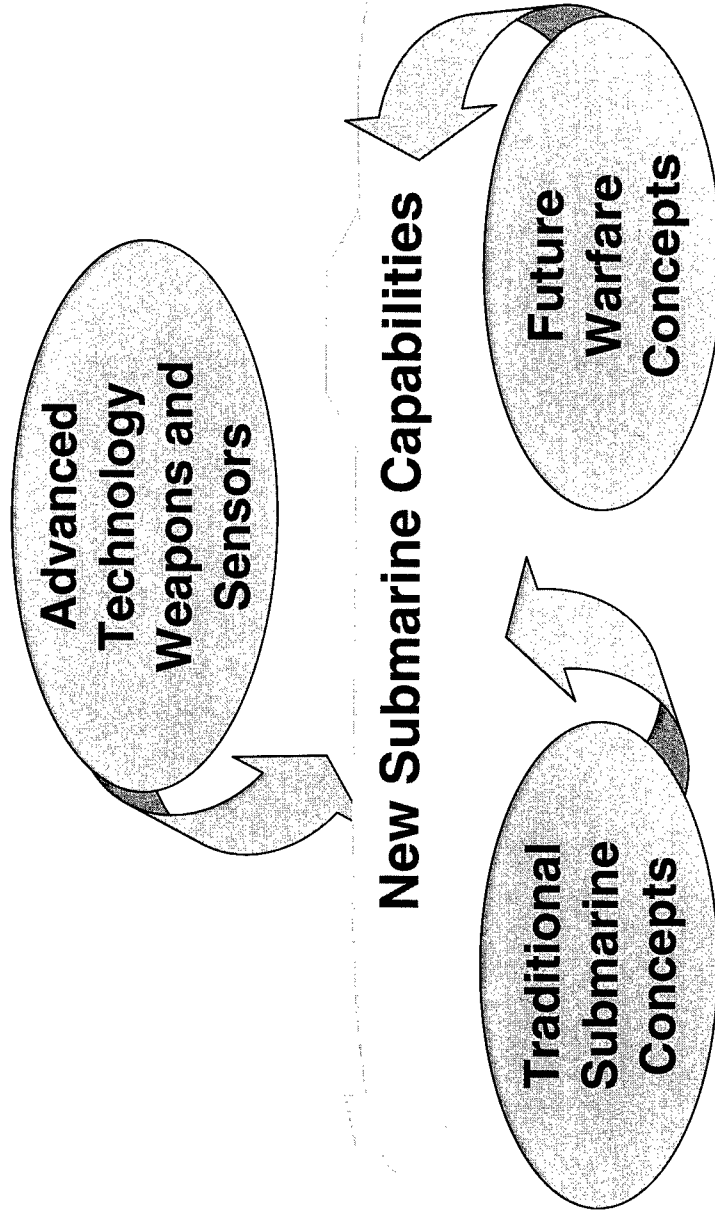 Advanced
Technology
Weapons and
Sensors
New Submarine Capabilities
Traditional
Submarine
Concepts
Future
Warfare
Concepts